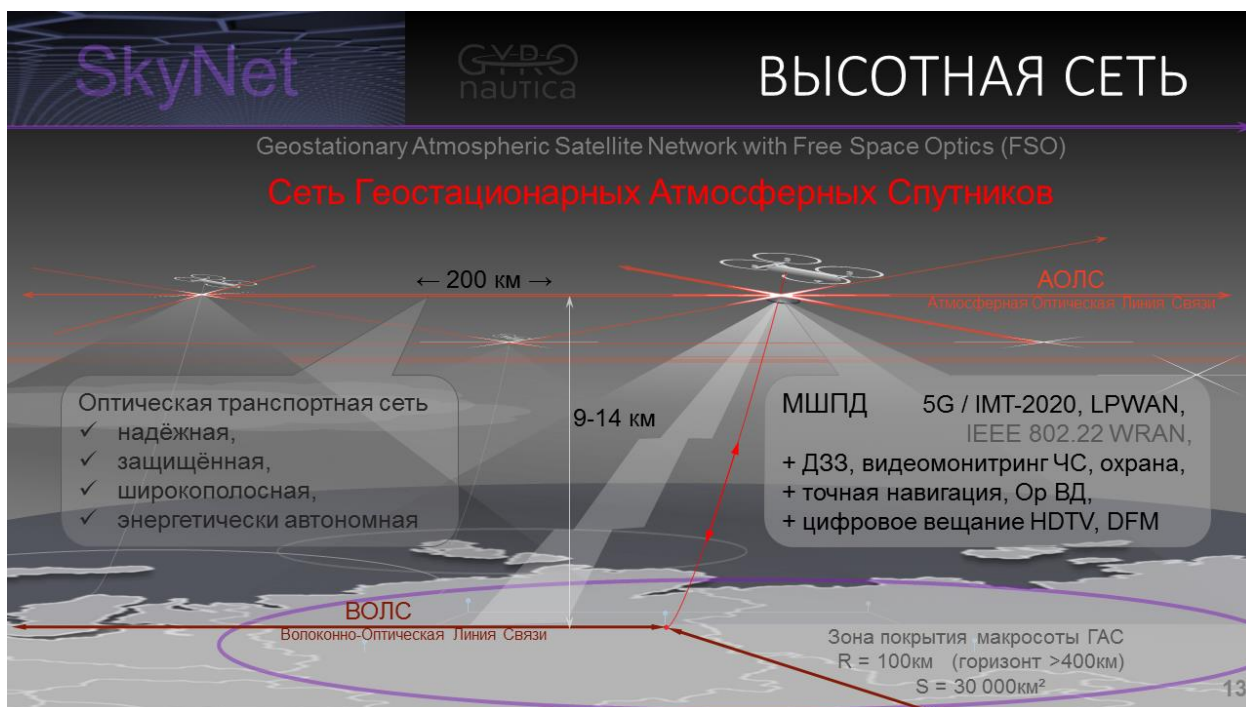 SkyNet
GYRO
nautica
ВЫСОТНАЯ СЕТЬ
Geostationary Atmospheric Satellite Network with Free Space Optics (FSO)
Сеть Геостационарных Атмосферных Спутников
← 200 км →
АОЛС
Атмосферная Оптическая Линия Связи
Оптическая транспортная сеть
✓ надёжная,
✓ защищённая,
✓ широкополосная,
✓ энергетически автономная
9-14 км
МШПД 5G / IMT-2020, LPWAN,
IEEE 802.22 WRAN,
+ ДЗЗ, видеомонитринг ЧС, охрана,
+ точная навигация, Ор ВД,
+ цифровое вещание HDTV, DFM
ВОЛС
Волоконно-Оптическая Линия Связи
Зона покрытия макросоты ГАС
R = 100км (горизонт >400км)
S = 30 000км²
13